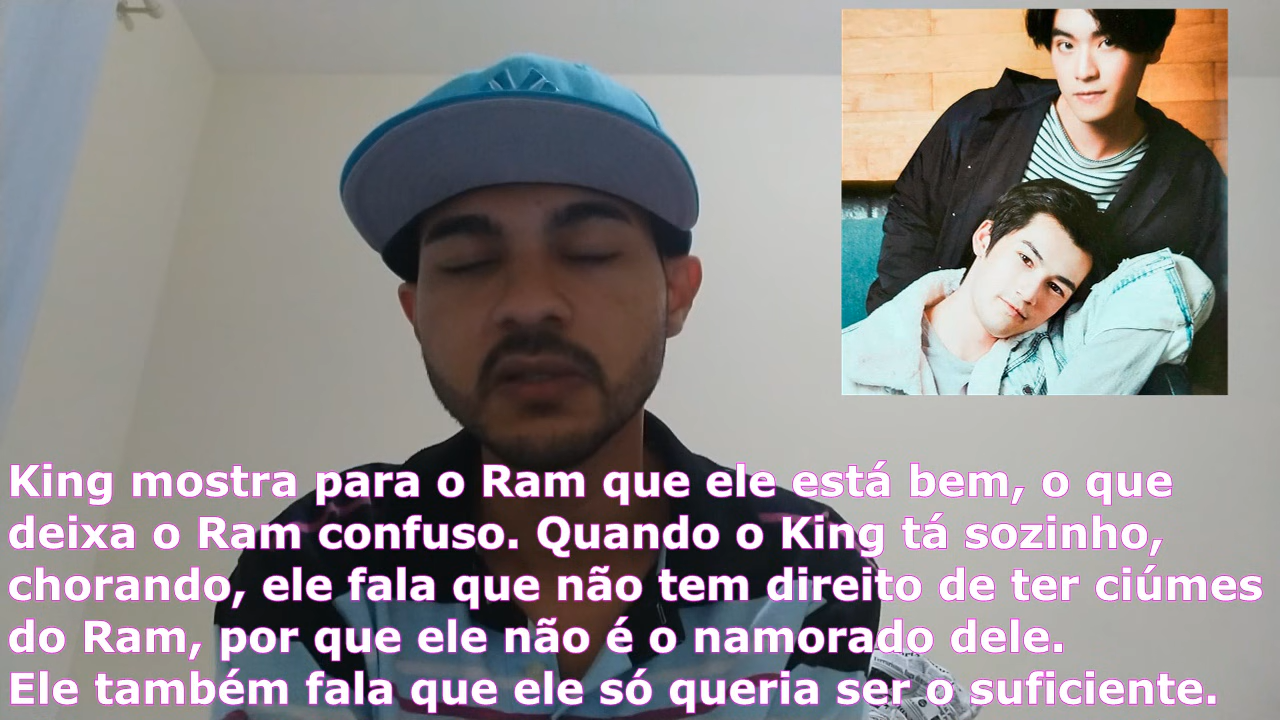 King mostra para o Ram que ele está bem, o que
deixa o Ram confuso. Quando o King tá sozinho,
chorando, ele fala que não tem direito de ter ciúmes
do Ram, por que ele não é o namorado dele.
Ele também fala que ele só queria ser o suficiente.